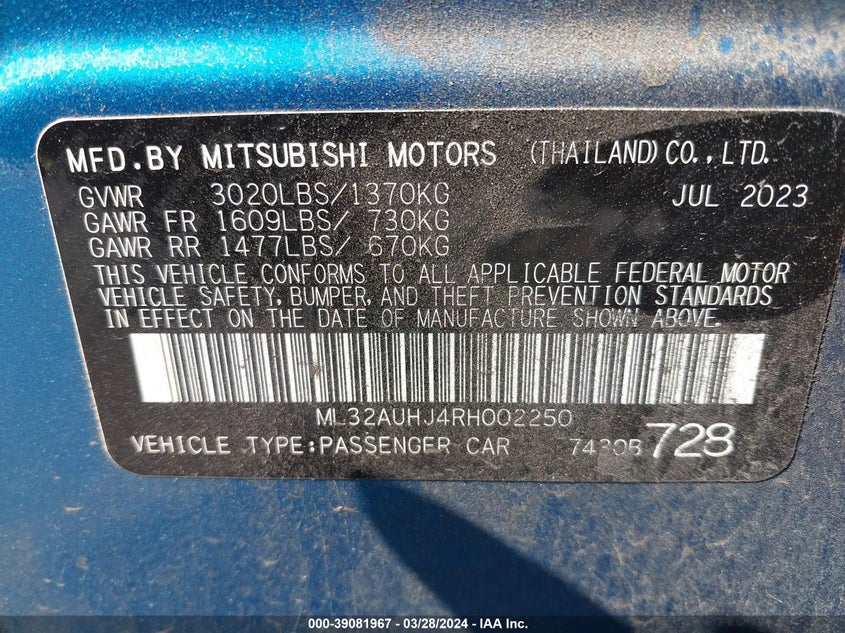 MFD.BY MITSUBISHI MOTORS (THAILAND) CO.,LTD.
GVWR 3020LBS/1370KG JUL 2023
GAWR FR 1609LBS/ 730KG
GAWR RR 1477LBS/ 670KG
THIS VEHICLE CONFORMS TO ALL APPLICABLE FEDERAL MOTOR
VEHICLE SAFETY, BUMPER, AND THEFT PREVENTION STANDARDS
IN EFFECT ON THE DATE OF MANUFACTURE SHOWN ABOVE.
ML32AUHJ4RH002250
VEHICLE TYPE:PASSENGER CAR 728
000-39081967 / 03/28/2024 - IAA Inc.